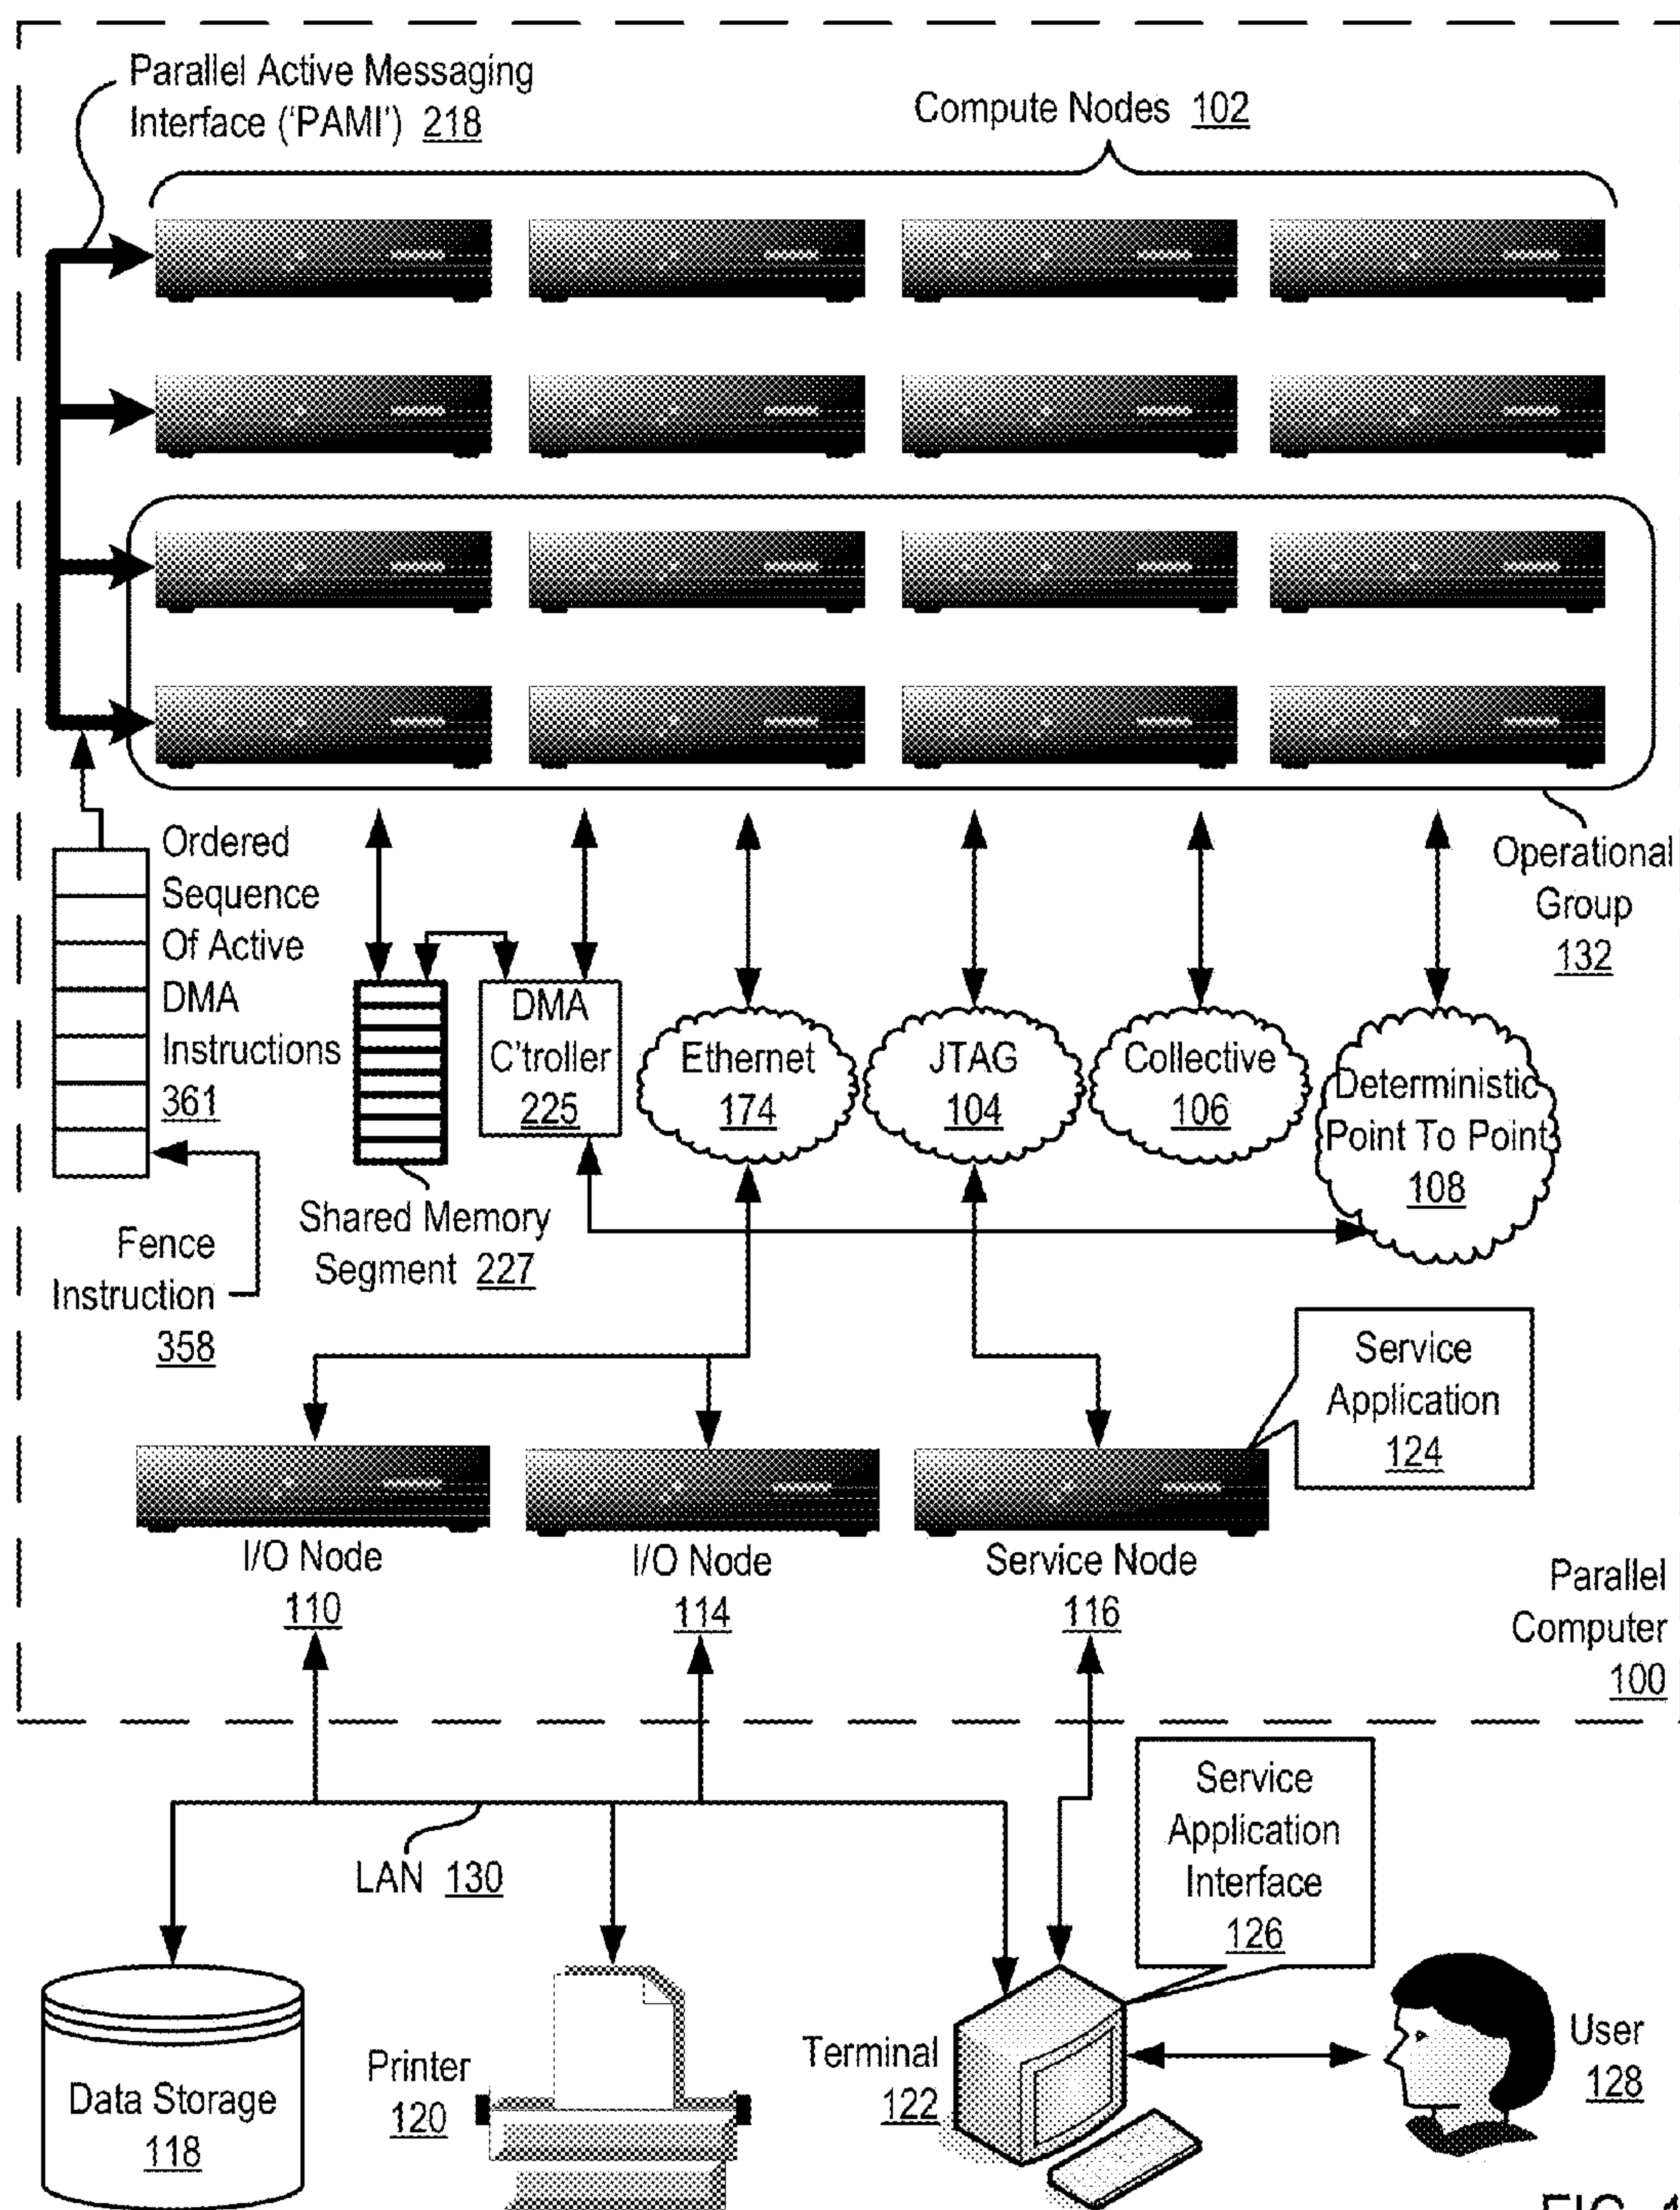 Parallel Active Messaging
Interface ('PAMI') 218
Compute Nodes 102
Ordered
Sequence
Of Active
DMA
Instructions
361
Operational
Group
132
DMA
C'troller
225
Ethernet
174
JTAG
104
Collective
106
Deterministic
Point To Point
108
Shared Memory
Segment 227
Fence
Instruction
358
Service
Application
124
I/O Node
110
I/O Node
114
Service Node
116
Parallel
Computer
100
Service
Application
Interface
126
LAN 130
Data Storage
118
Printer
120
Terminal
122
User
128
FIG. 1